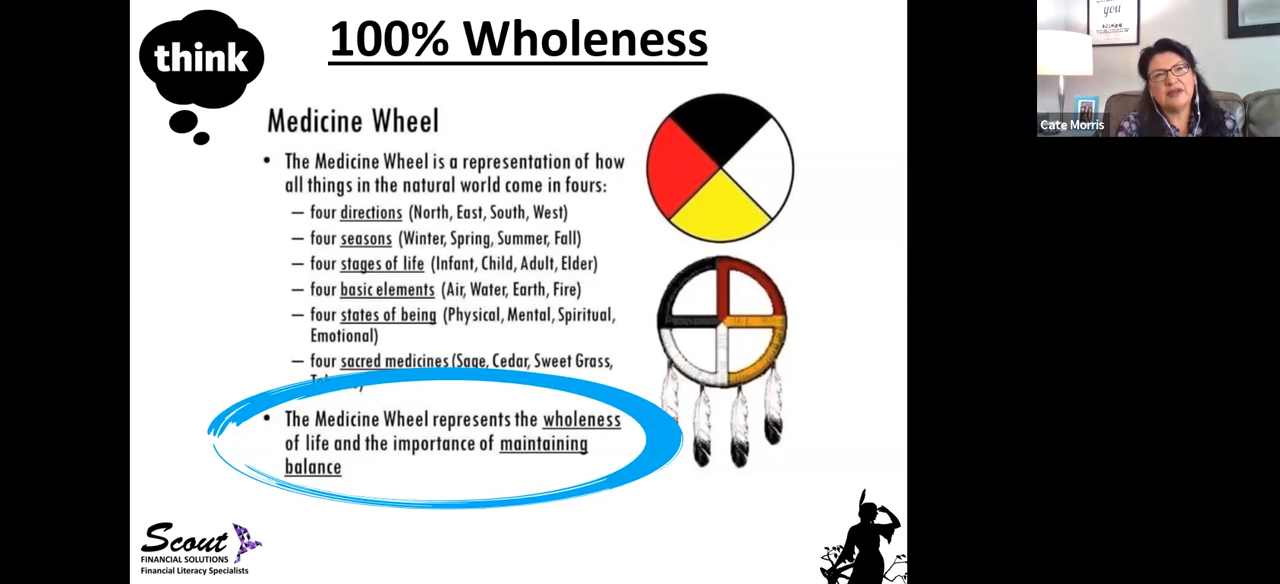 think
100% Wholeness
Medicine Wheel
• The Medicine Wheel is a representation of how
all things in the natural world come in fours:
– four directions (North, East, South, West)
– four seasons (Winter, Spring, Summer, Fall)
– four stages of life (Infant, Child, Adult, Elder)
– four basic elements (Air, Water, Earth, Fire)
– four states of being (Physical, Mental, Spiritual,
Emotional)
– four sacred medicines (Sage, Cedar, Sweet Grass,
• The Medicine Wheel represents the wholeness
of life and the importance of maintaining
balance
Scout
FINANCIAL SOLUTIONS
Financial Literacy Specialists
you
Cate Morris